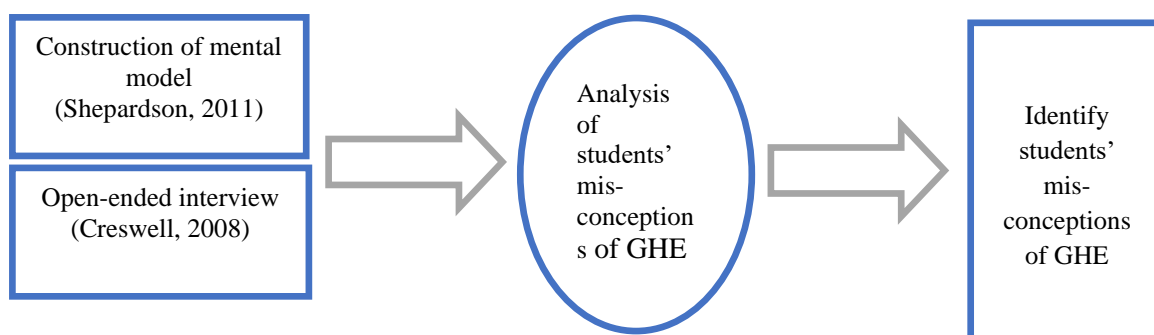 Construction of mental
model
(Shepardson, 2011)
Open-ended interview
(Creswell, 2008)
Analysis
of
students’
mis-
conception
s of GHE
Identify
students’
mis-
conceptions
of GHE